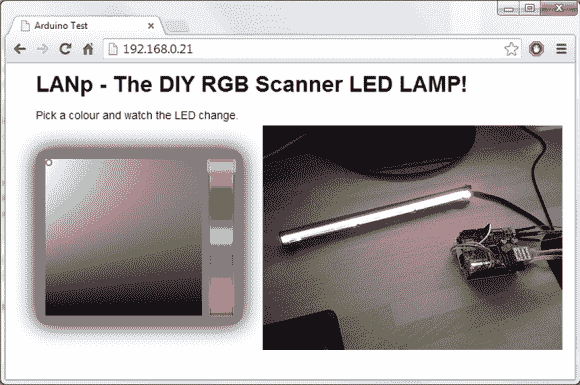 Arduino Test
192.168.0.21
LANp - The DIY RGB Scanner LED LAMP!
Pick a colour and watch the LED change.